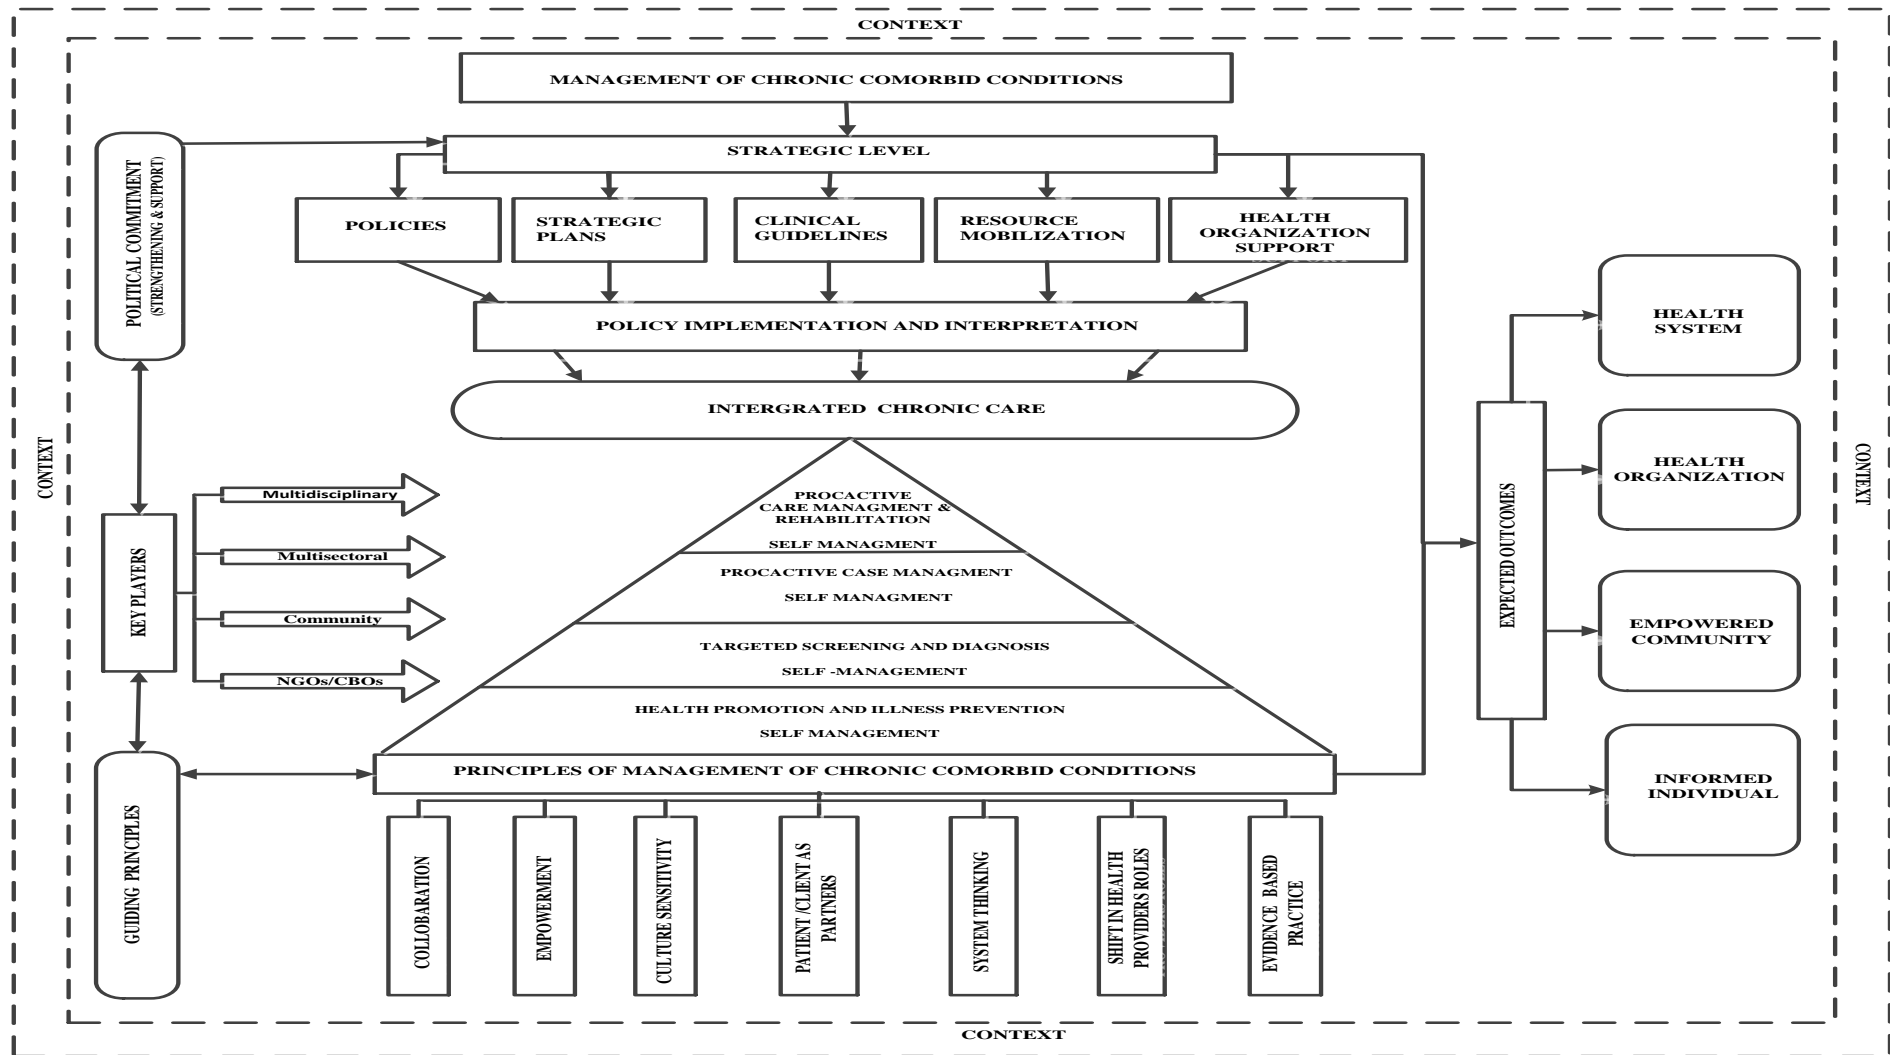 CONTEXT
MANAGEMENT OF CHRONIC COMORBID CONDITIONS
STRATEGIC LEVEL
POLITICAL COMMITMENT
(STRENGTHENING & SUPPORT)
POLICIES
STRATEGIC
PLANS
CLINICAL
GUIDELINES
RESOURCE
MOBILIZATION
HEALTH
ORGANIZATION
SUPPORT
POLICY IMPLEMENTATION AND INTERPRETATION
INTERGRATED CHRONIC CARE
CONTEXT
KEY PLAYERS
Multidisciplinary
Multisectoral
Community
NGOs/CBOs
PROCACTIVE
CARE MANAGMENT &
REHABILITATION
SELF MANAGMENT
PROCACTIVE CASE MANAGMENT
SELF MANAGMENT
TARGETED SCREENING AND DIAGNOSIS
SELF -MANAGEMENT
HEALTH PROMOTION AND ILLNESS PREVENTION
SELF MANAGEMENT
GUIDING PRINCIPLES
PRINCIPLES OF MANAGEMENT OF CHRONIC COMORBID CONDITIONS
COLLOBARATION
EMPOWERMENT
CULTURE SENSITIVITY
PATIENT /CLIENT AS
PARTNERS
SYSTEM THINKING
SHIFT IN HEALTH
PROVIDERS ROLES
EVIDENCE BASED
PRACTICE
EXPECTED OUTCOMES
HEALTH
SYSTEM
HEALTH
ORGANIZATION
EMPOWERED
COMMUNITY
INFORMED
INDIVIDUAL
CONTEXT
CONTEXT